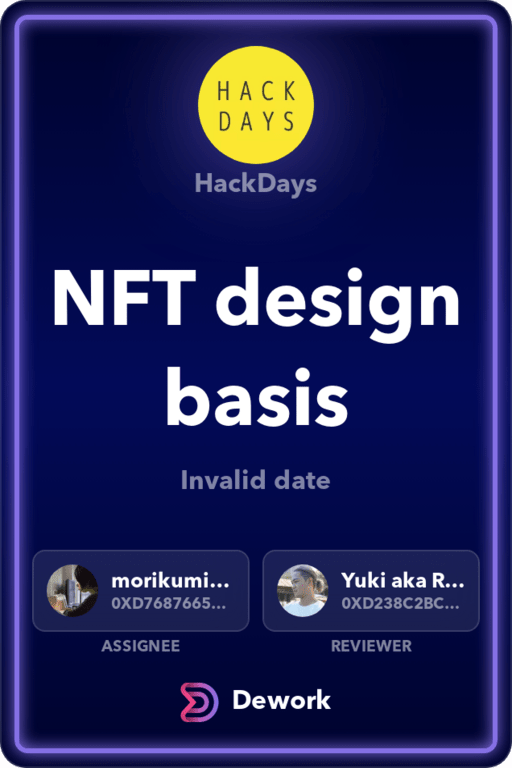 HACK
DAYS
HackDays
NFT design
basis
Invalid date
morikumi...
0XD7687665...
ASSIGNEE
Yuki aka R...
0XD238C2BC...
REVIEWER
Dework